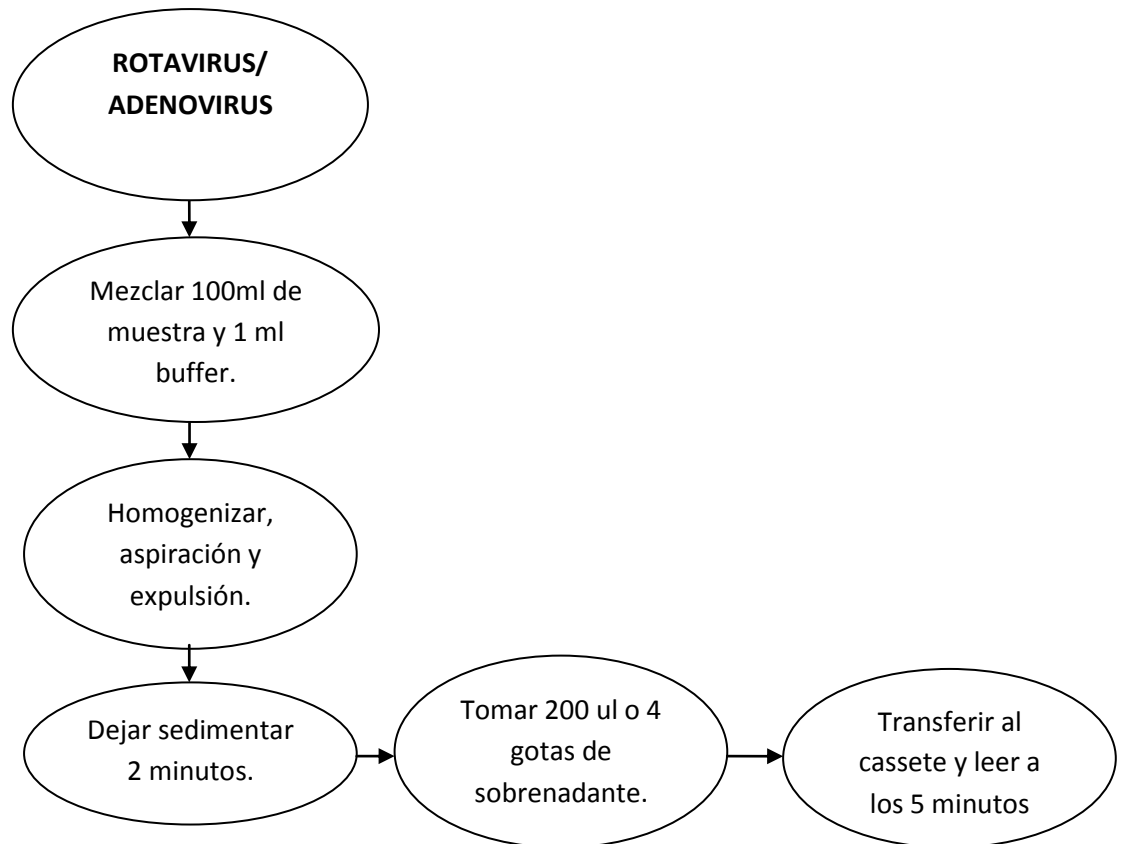 ROTAVIRUS/
ADENOVIRUS
Mezclar 100ml de
muestra y 1 ml
buffer.
Homogenizar,
aspiración y
expulsión.
Dejar sedimentar
2 minutos.
Tomar 200 ul o 4
gotas de
sobrenadante.
Transferir al
cassete y leer a
los 5 minutos